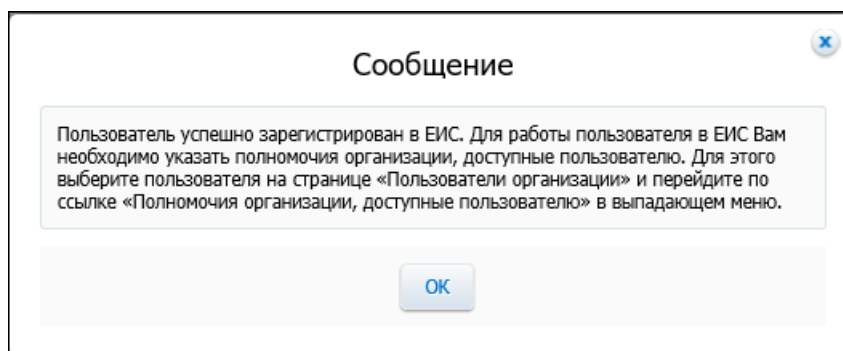 Сообщение
Пользователь успешно зарегистрирован в ЕИС. Для работы пользователя в ЕИС Вам
необходимо указать полномочия организации, доступные пользователю. Для этого
выберите пользователя на странице «Пользователи организации» и перейдите по
ссылке «Полномочия организации, доступные пользователю» в выпадающем меню.
ОК